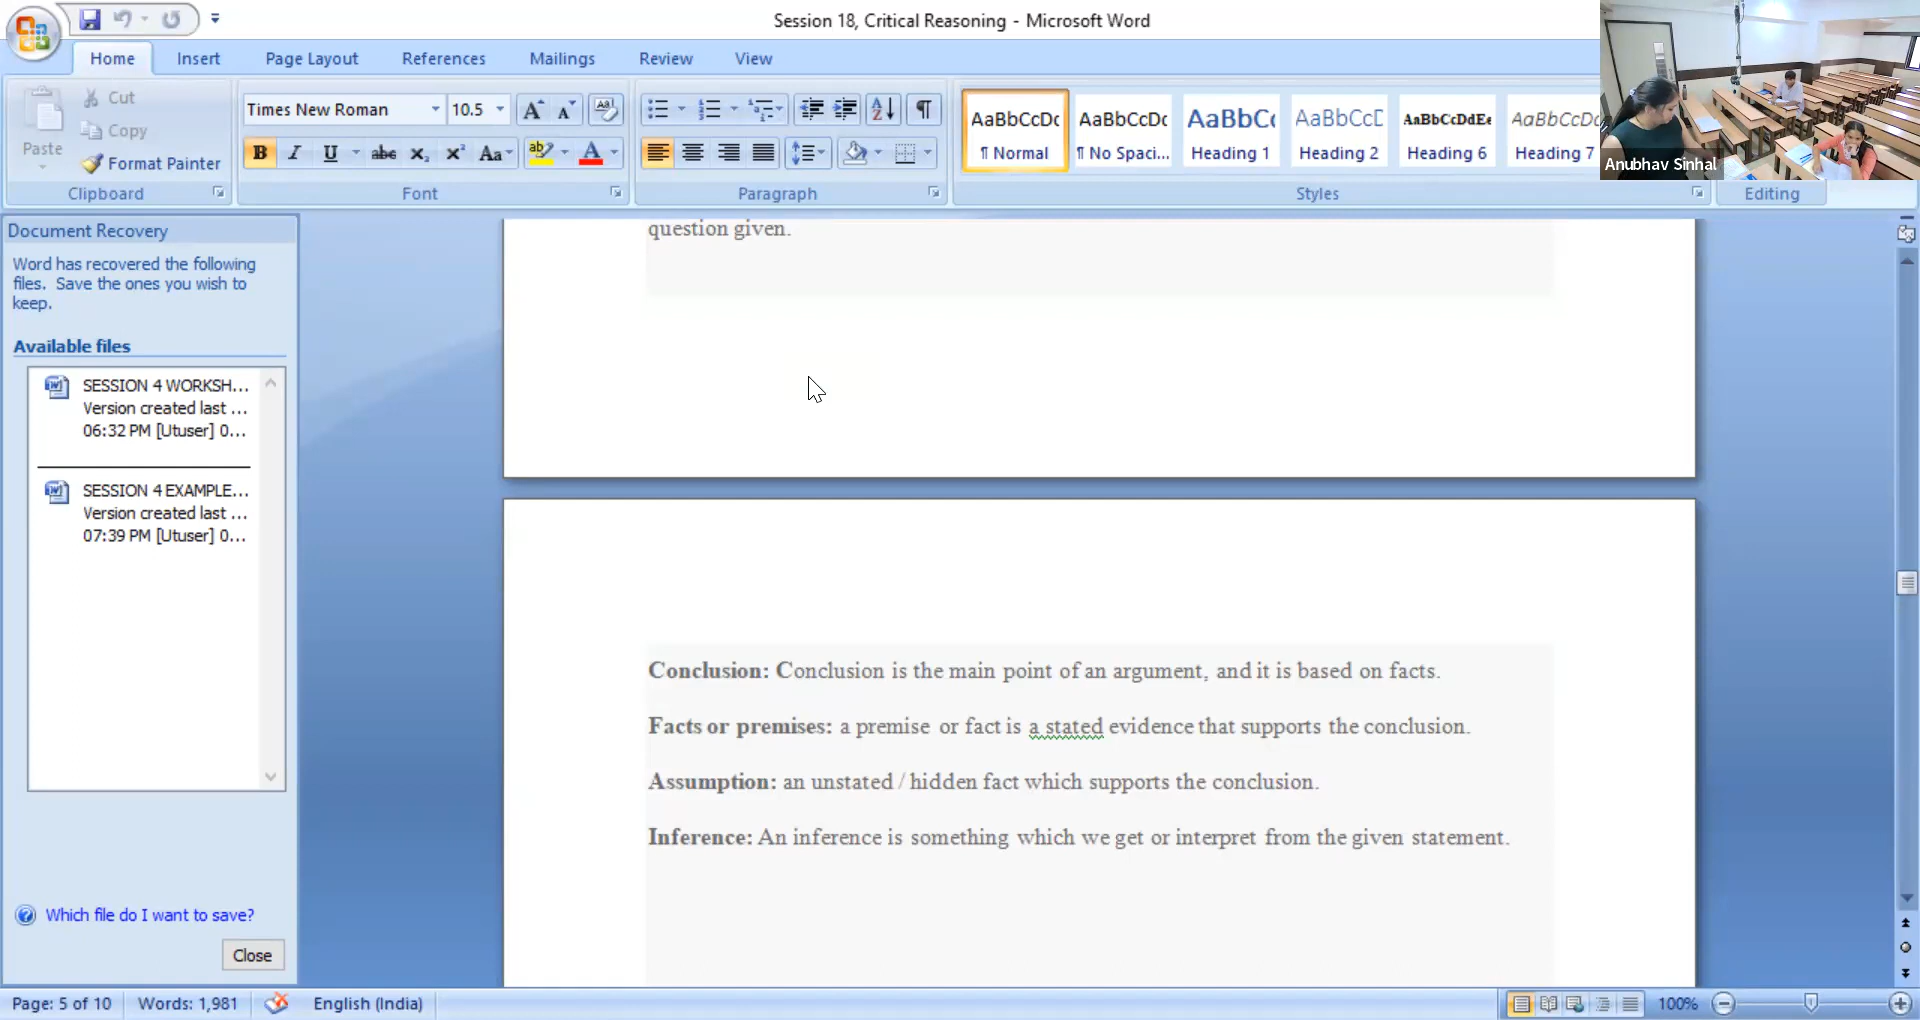 Session 18, Critical Reasoning - Microsoft Word
Home Insert Page Layout References Mailings Review View
Cut
Copy
Paste
Format Painter
Clipboard
Times New Roman 10.5
Font
Paragraph
AaBbCcDc AaBbCcDc AaBbCc AaBbCcD AaBbCcDdEe AaBbCcDc
¶ Normal ¶ No Spaci... Heading 1 Heading 2 Heading 6 Heading 7
Styles
Editing
Anubhav Sinhal
Document Recovery
Word has recovered the following
files. Save the ones you wish to
keep.
Available files
SESSION 4 WORKSH...
Version created last ...
06:32 PM [Utuser] 0...
SESSION 4 EXAMPLE...
Version created last ...
07:39 PM [Utuser] 0...
Which file do I want to save?
Close
question given.
Conclusion: Conclusion is the main point of an argument, and it is based on facts.
Facts or premises: a premise or fact is a stated evidence that supports the conclusion.
Assumption: an unstated / hidden fact which supports the conclusion.
Inference: An inference is something which we get or interpret from the given statement.
Page: 5 of 10 Words: 1,981 English (India) 100%